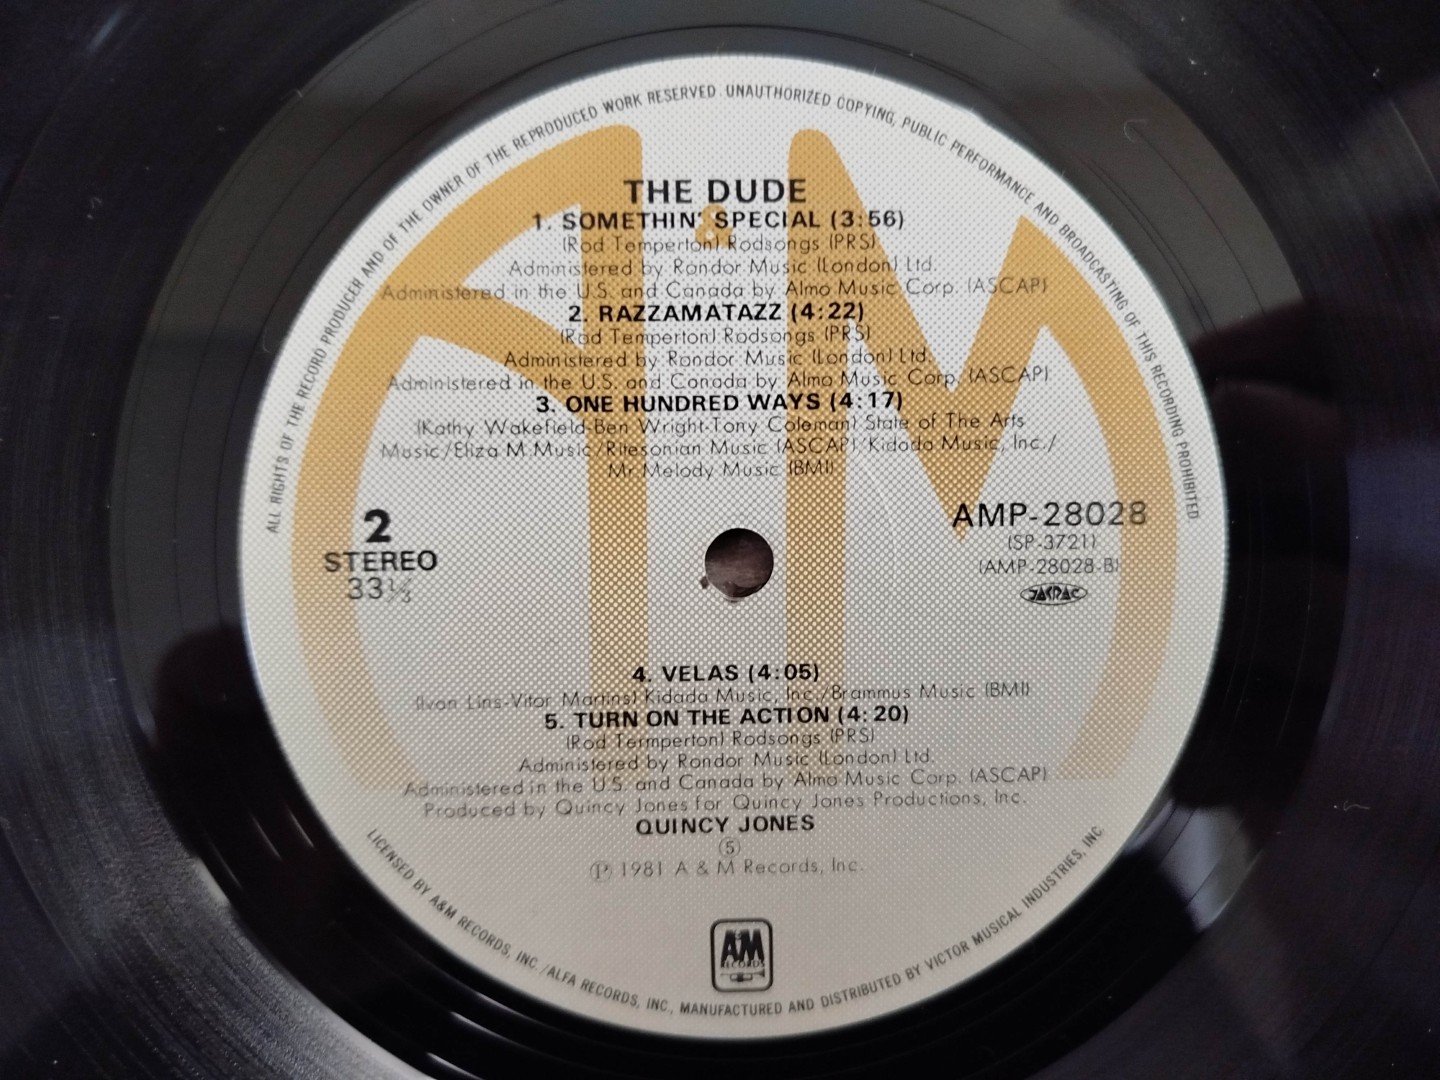 ALL RIGHTS OF THE RECORD PRODUCER AND OF THE OWNER OF THE REPRODUCED WORK RESERVED. UNAUTHORIZED COPYING, PUBLIC PERFORMANCE AND BROADCASTING OF THIS RECORDING PROHIBITED
THE DUDE
&
1. SOMETHIN' SPECIAL (3:56)
(Rod Temperton) Rodsongs (PRS)
Administered by Rondor Music (London) Ltd.
Administered in the U.S. and Canada by Almo Music Corp. (ASCAP)
2. RAZZAMATAZZ (4:22)
(Rod Temperton) Rodsongs (PRS)
Administered by Rondor Music (London) Ltd.
Administered in the U.S. and Canada by Almo Music Corp. (ASCAP)
3. ONE HUNDRED WAYS (4:17)
(Kathy Wakefield-Ben Wright-Tony Coleman) State of The Arts
Music/Eliza M.Music/Ritesonian Music (ASCAP)/Kidada Music, Inc./
Mr Melody Music (BMI)
2
STEREO
33⅓
AMP-28028
(SP-3721)
(AMP-28028-B)
JASRAC
4. VELAS (4:05)
(Ivan Lins-Vitor Martins) Kidada Music, Inc./Brammus Music (BMI)
5. TURN ON THE ACTION (4:20)
(Rod Termperton) Rodsongs (PRS)
Administered by Rondor Music (London) Ltd.
Administered in the U.S. and Canada by Almo Music Corp. (ASCAP)
Produced by Quincy Jones for Quincy Jones Productions, Inc.
QUINCY JONES
⑤
Ⓟ 1981 A & M Records, Inc.
A&M
RECORDS
LICENSED BY A&M RECORDS, INC./ALFA RECORDS, INC., MANUFACTURED AND DISTRIBUTED BY VICTOR MUSICAL INDUSTRIES, INC.